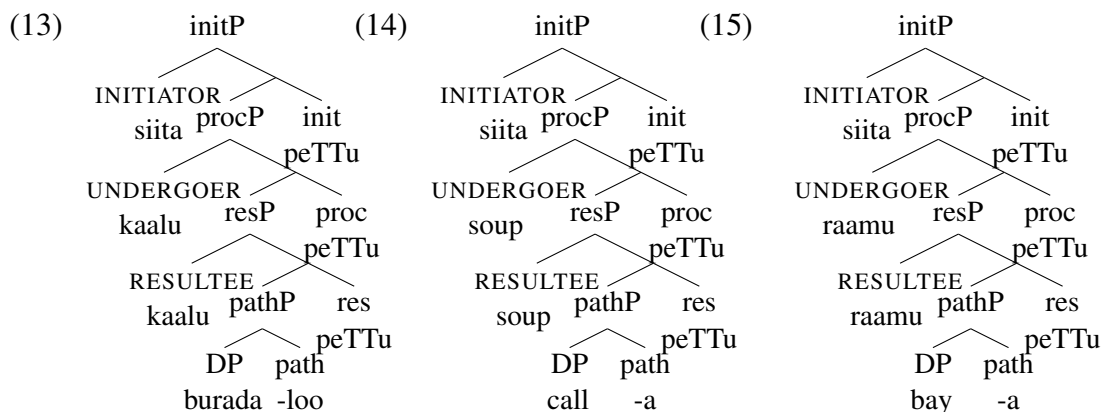 (13) initP (14) initP (15) initP
INITIATOR INITIATOR INITIATOR
siita procP init siita procP init siita procP init
peTTu peTTu peTTu
UNDERGOER UNDERGOER UNDERGOER
kaalu resP proc soup resP proc raamu resP proc
peTTu peTTu peTTu
RESULTEE RESULTEE RESULTEE
kaalu pathP res soup pathP res raamu pathP res
peTTu peTTu peTTu
DP path DP path DP path
burada -loo call -a bay -a